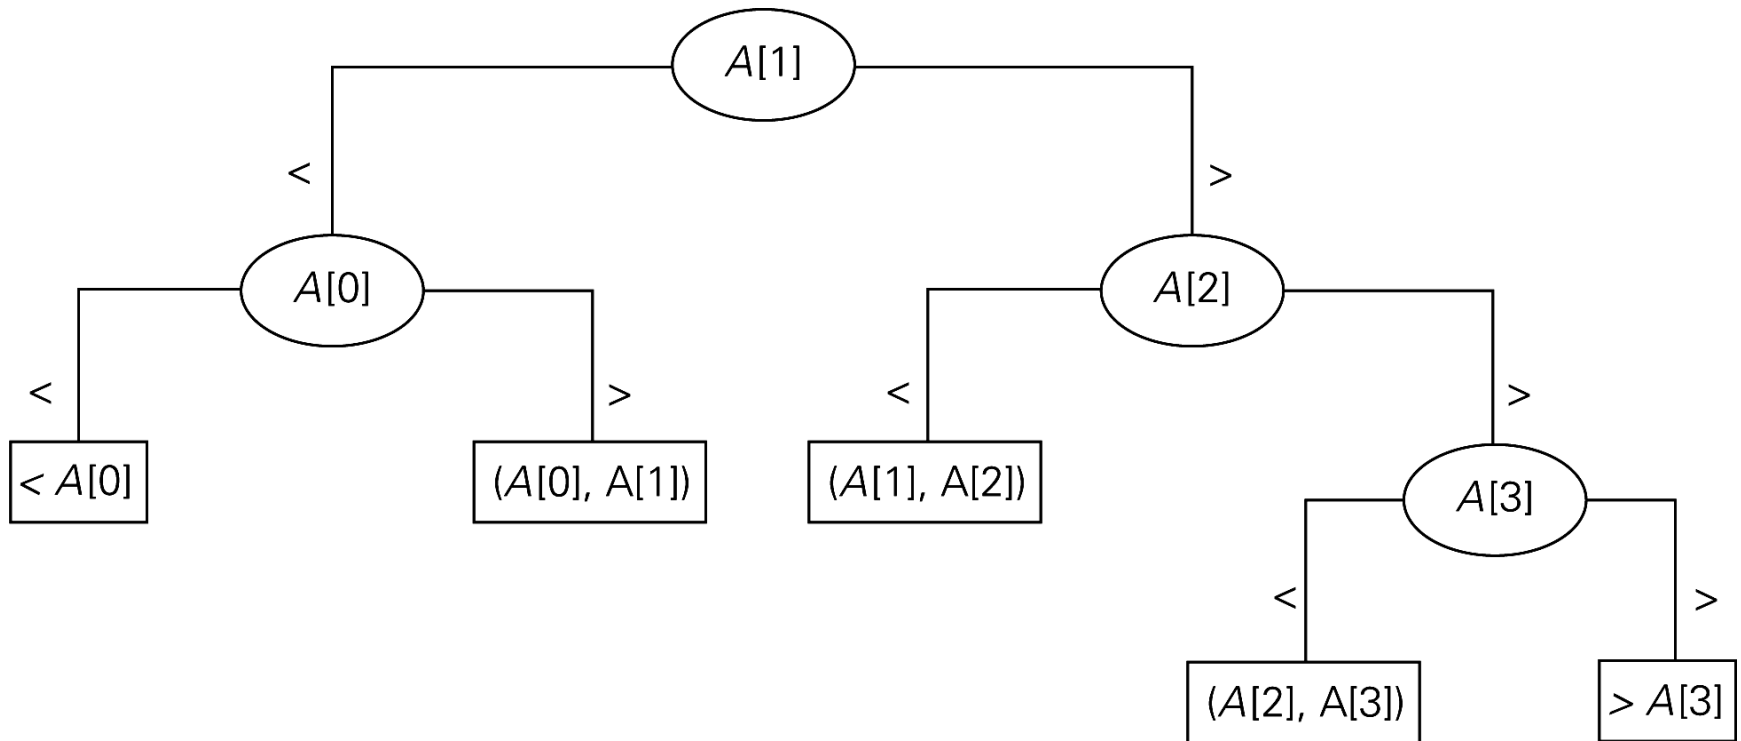 A[1]
< >
A[0] A[2]
< > < >
< A[0] (A[0], A[1]) (A[1], A[2]) A[3]
< >
(A[2], A[3]) > A[3]